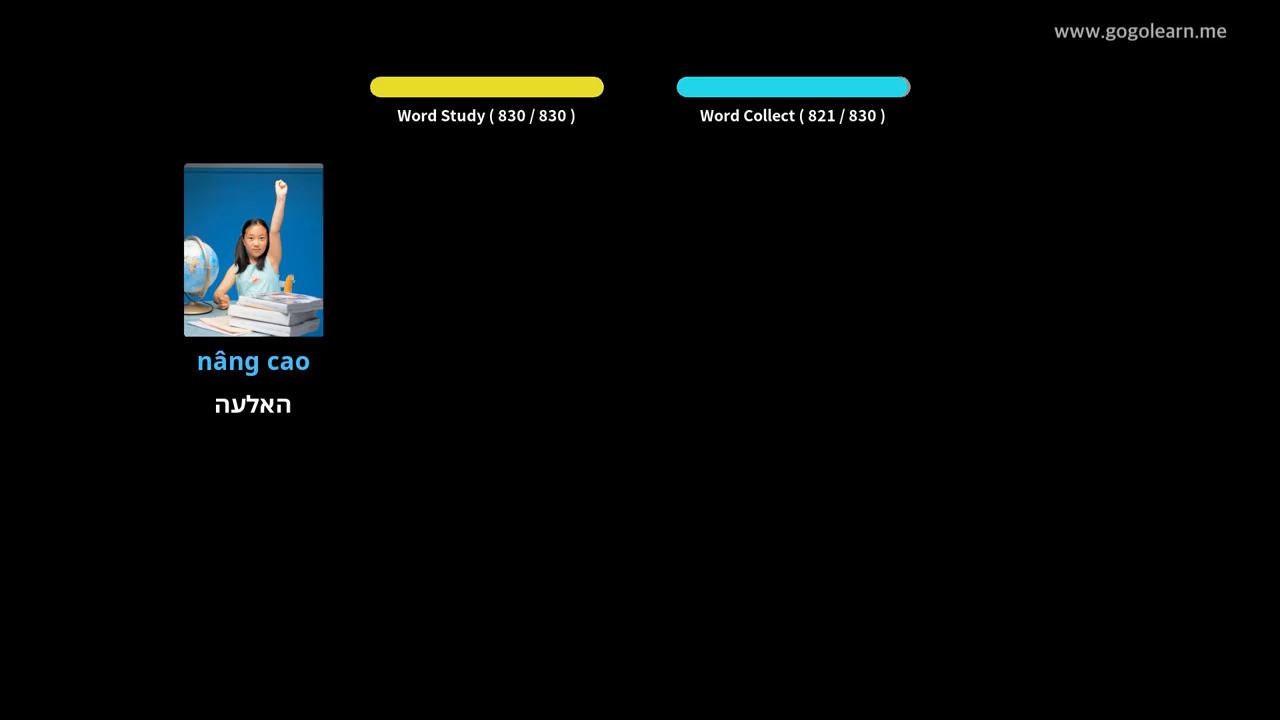 www.gogolearn.me
Word Study ( 830 / 830 )
Word Collect ( 821 / 830 )
nâng cao
האלעה